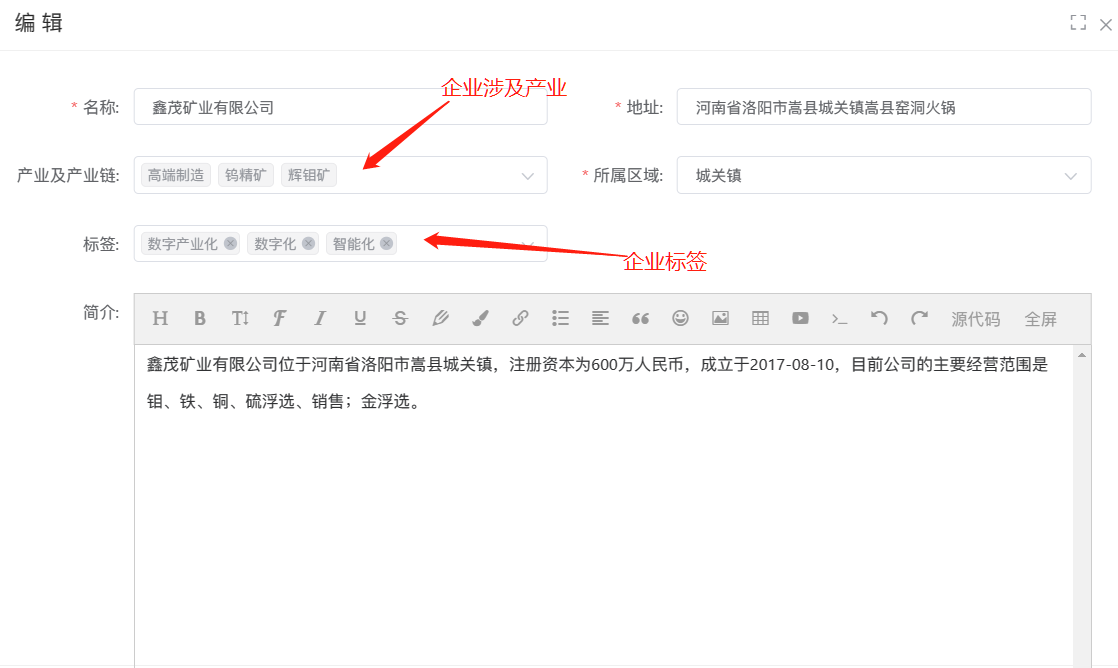 编 辑
企业涉及产业
* 名称: 鑫茂矿业有限公司
* 地址: 河南省洛阳市嵩县城关镇嵩县窑洞火锅
产业及产业链: 高端制造 钨精矿 辉钼矿
* 所属区域: 城关镇
标签: 数字产业化 数字化 智能化
企业标签
简介:
H B T F I U S 源代码 全屏
鑫茂矿业有限公司位于河南省洛阳市嵩县城关镇，注册资本为600万人民币，成立于2017-08-10，目前公司的主要经营范围是
钼、铁、铜、硫浮选、销售；金浮选。